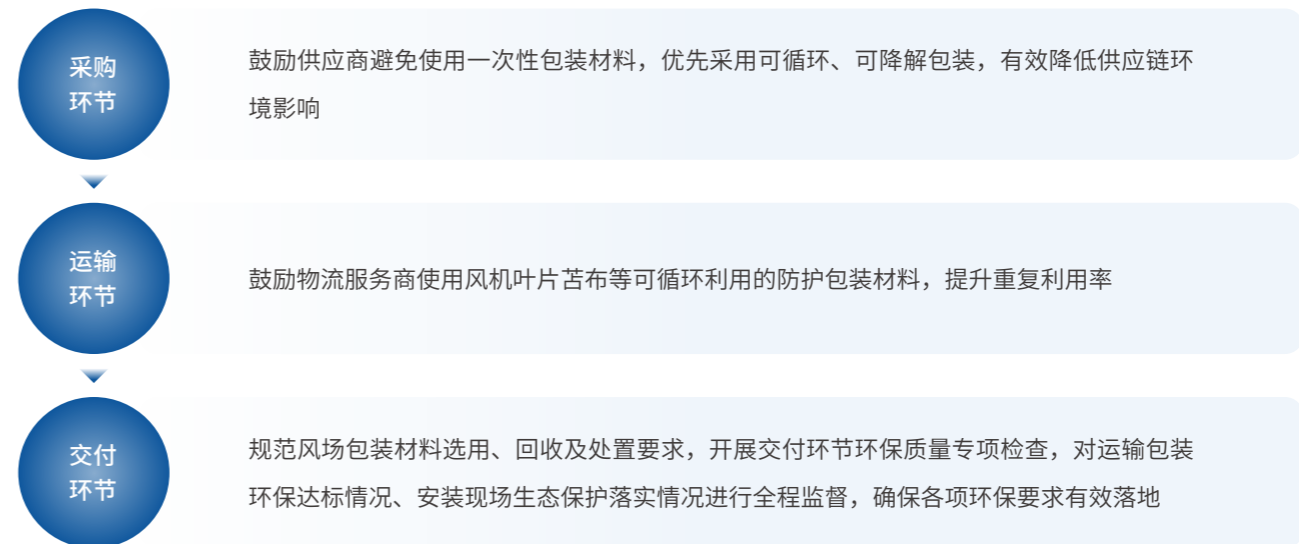 采购
环节
鼓励供应商避免使用一次性包装材料，优先采用可循环、可降解包装，有效降低供应链环
境影响
运输
环节
鼓励物流服务商使用风机叶片苫布等可循环利用的防护包装材料，提升重复利用率
交付
环节
规范风场包装材料选用、回收及处置要求，开展交付环节环保质量专项检查，对运输包装
环保达标情况、安装现场生态保护落实情况进行全程监督，确保各项环保要求有效落地